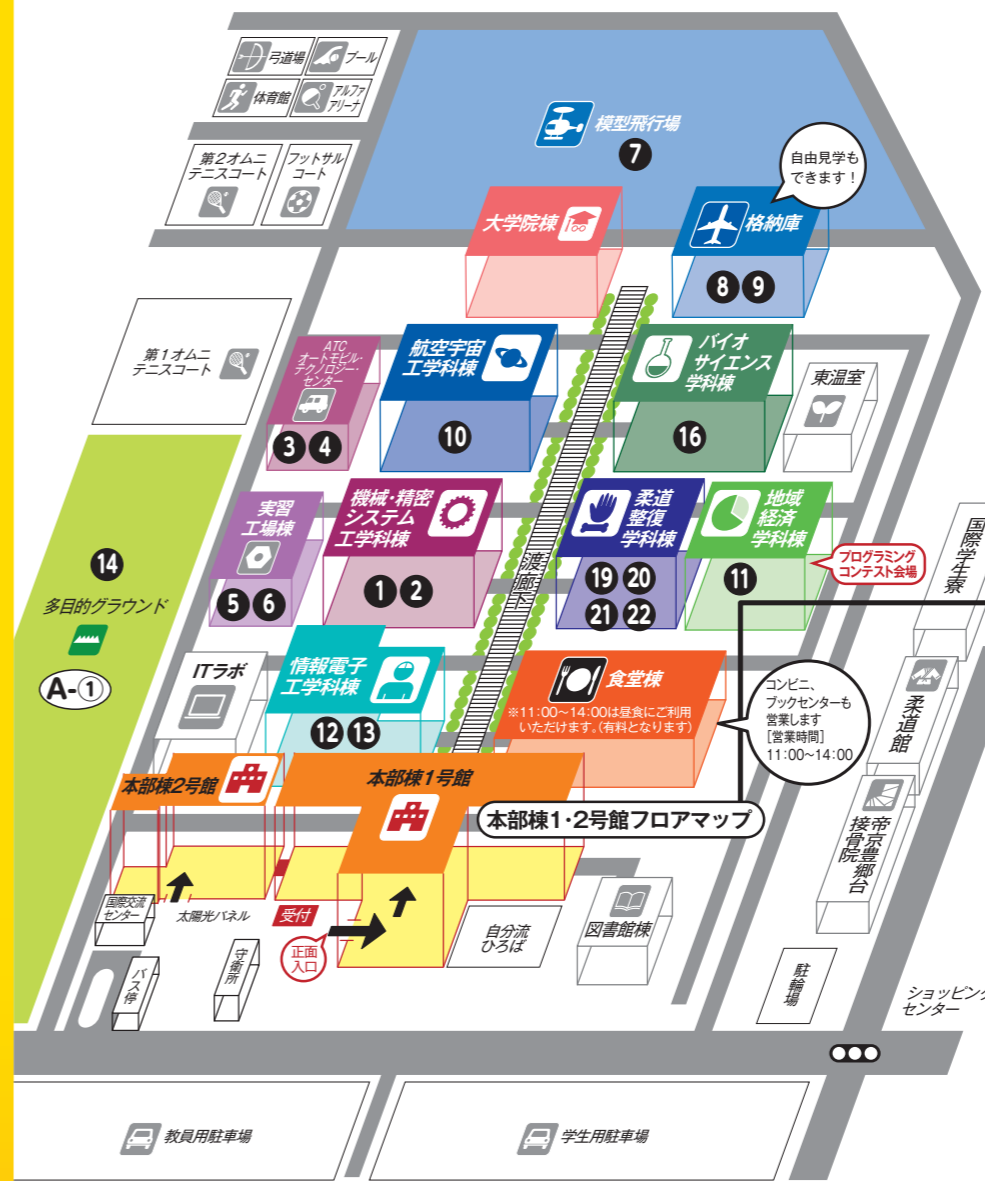 弓道場
プール
体育館
アルファ
アリーナ
第2オムニ
テニスコート
フットサル
コート
模型飛行場
7
自由見学も
できます！
大学院棟
格納庫
8 9
第1オムニ
テニスコート
ATC
オートモビル・
テクノロジー・
センター
3 4
航空宇宙
工学科棟
10
バイオ
サイエンス
学科棟
16
東温室
実習
工場棟
5 6
機械・精密
システム
工学科棟
1 2
渡廊下
柔道
整復
学科棟
19 20
21 22
地域
経済
学科棟
11
プログラミング
コンテスト会場
国際学生寮
14
多目的グラウンド
A-①
ITラボ
情報電子
工学科棟
12 13
食堂棟
※11:00~14:00は昼食にご利用
いただけます。(有料となります)
コンビニ、
ブックセンターも
営業します
[営業時間]
11:00~14:00
柔道館
本部棟2号館
本部棟1号館
本部棟1・2号館フロアマップ
帝京豊郷台
接骨院
国際交流
センター
太陽光パネル
受付
正面
入口
自分流
ひろば
図書館棟
守衛所
バス停
駐輪場
ショッピング
センター
教員用駐車場
学生用駐車場